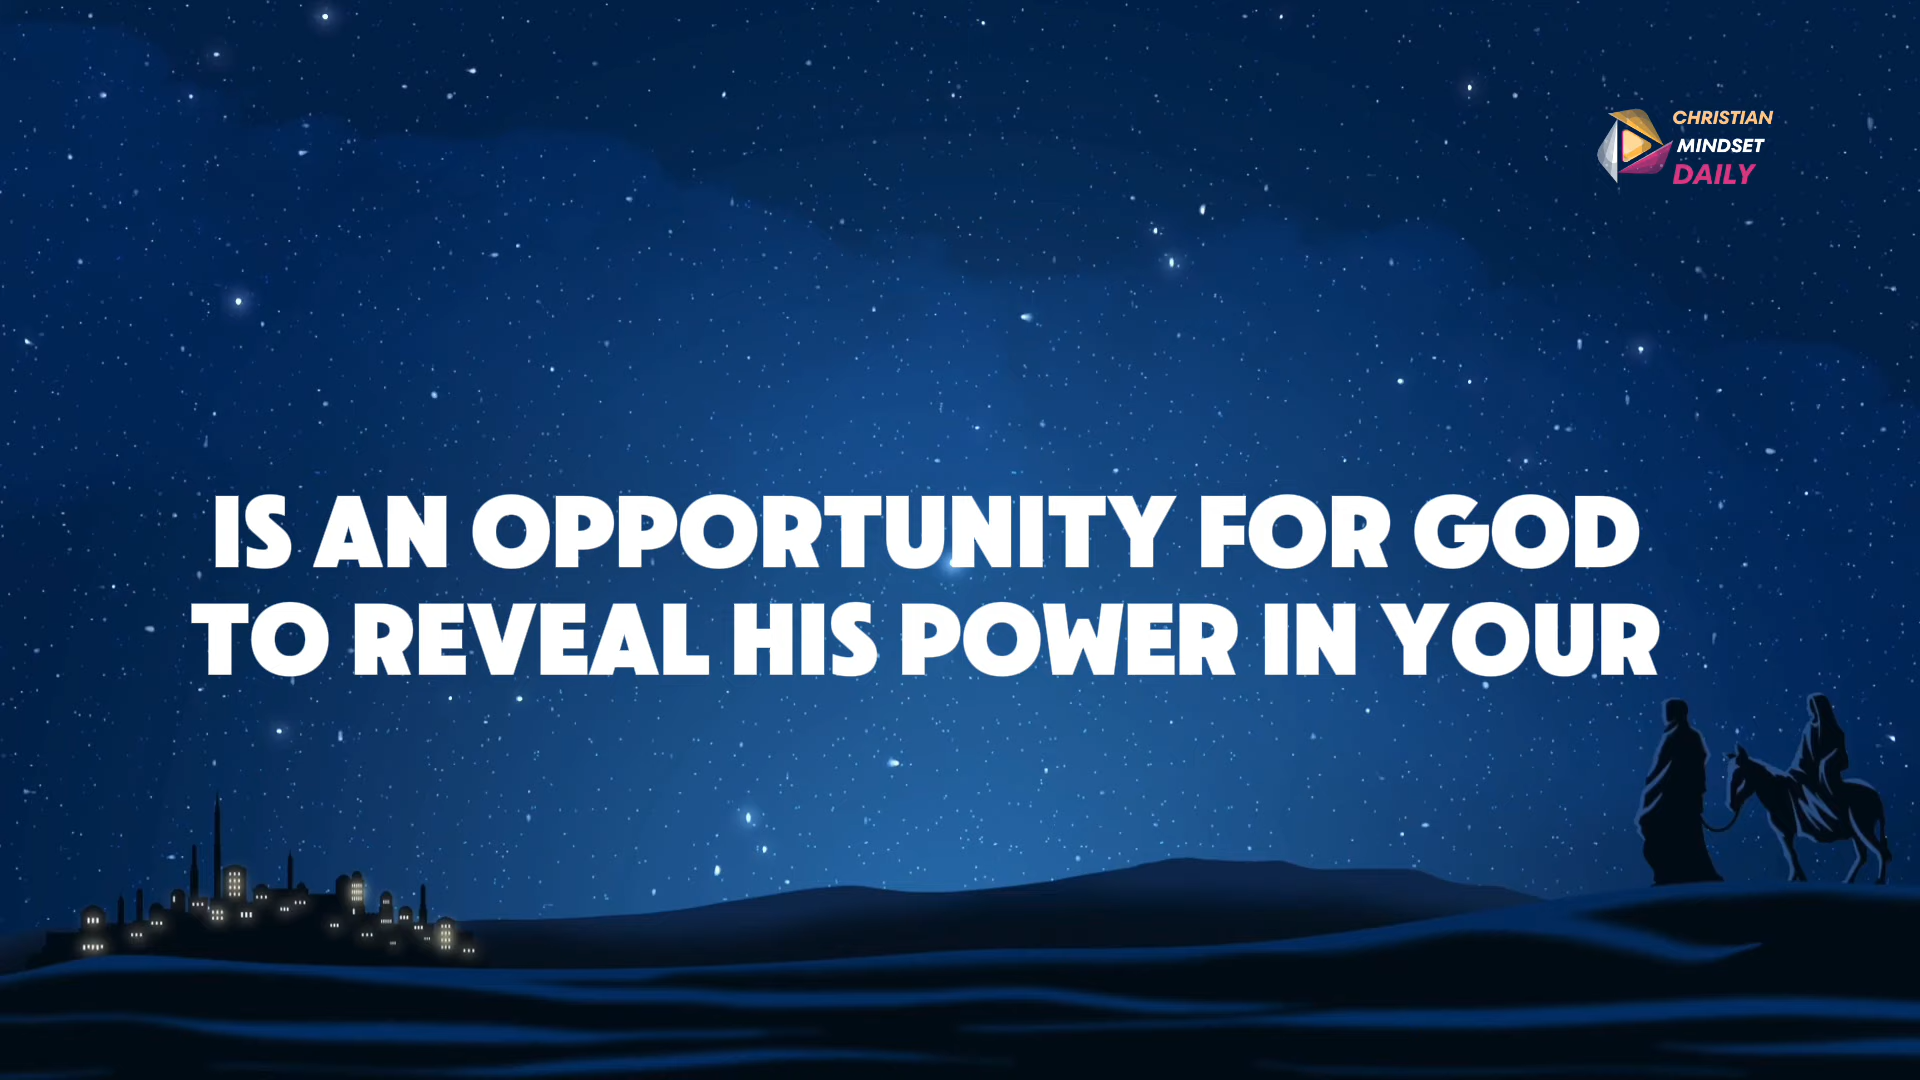 CHRISTIAN
MINDSET
DAILY
IS AN OPPORTUNITY FOR GOD
TO REVEAL HIS POWER IN YOUR